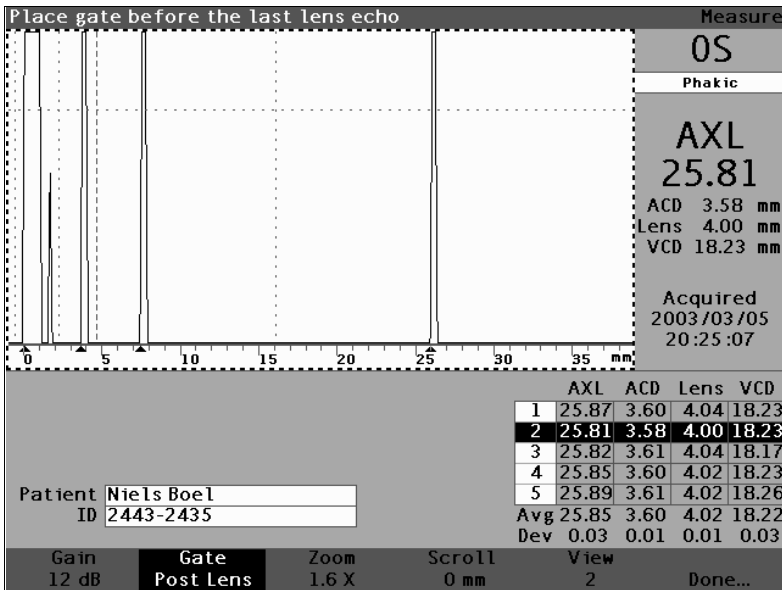 Place gate before the last lens echo
Measure
OS
Phakic
AXL
25.81
ACD 3.58 mm
Lens 4.00 mm
VCD 18.23 mm
Acquired
2003/03/05
20:25:07
0 5 10 15 20 25 30 35 mm
AXL ACD Lens VCD
1 25.87 3.60 4.04 18.23
2 25.81 3.58 4.00 18.23
3 25.82 3.61 4.04 18.17
4 25.85 3.60 4.02 18.23
5 25.89 3.61 4.02 18.26
Avg 25.85 3.60 4.02 18.22
Dev 0.03 0.01 0.01 0.03
Patient Niels Boel
ID 2443-2435
Gain Gate Zoom Scroll View
12 dB Post Lens 1.6 X 0 mm 2 Done...